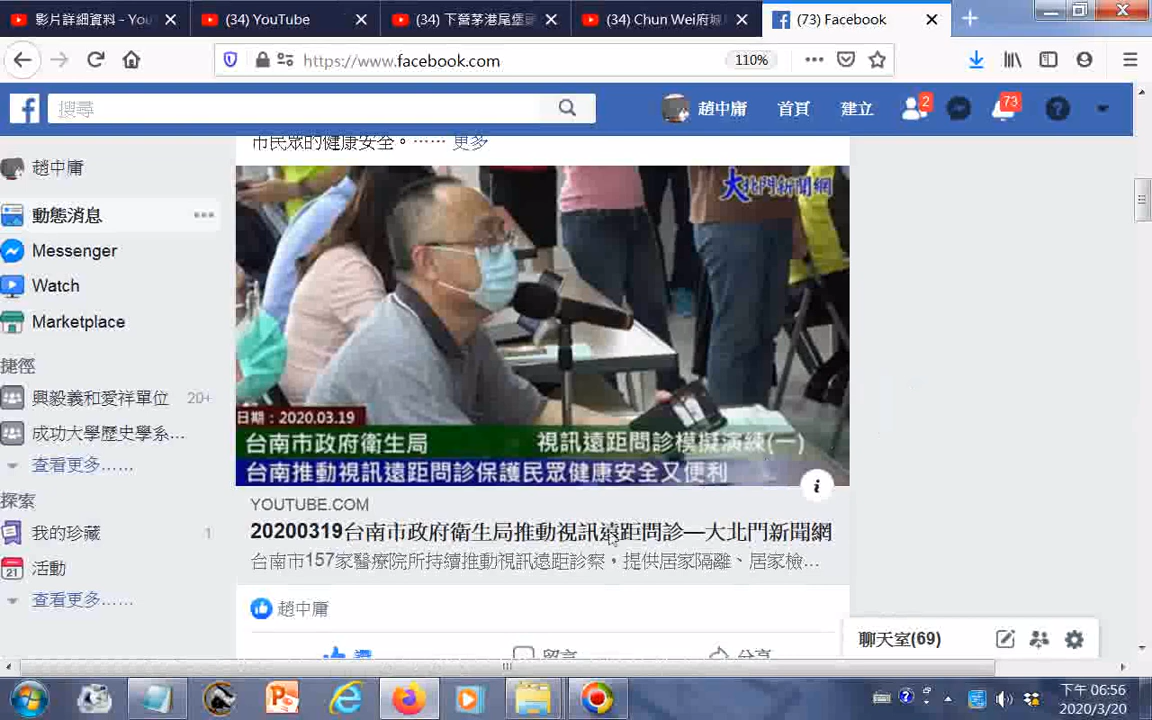 影片詳細資料 - You
(34) YouTube
(34) 下營茅港尾堡
(34) Chun Wei府城
(73) Facebook
https://www.facebook.com
110%
搜尋
趙中庸
首頁
建立
2
73
趙中庸
動態消息
Messenger
Watch
Marketplace
捷徑
興毅義和愛祥單位 20+
成功大學歷史學系...
查看更多……
探索
我的珍藏 1
21 活動
查看更多……
市民眾的健康安全。…… 更多
大北門新聞網
日期：2020.03.19
台南市政府衛生局 視訊遠距問診模擬演練(一)
台南推動視訊遠距問診保護民眾健康安全又便利
YOUTUBE.COM
20200319台南市政府衛生局推動視訊遠距問診—大北門新聞網
台南市157家醫療院所持續推動視訊遠距診察，提供居家隔離、居家檢...
趙中庸
讚 留言 分享
聊天室(69)
下午 06:56
2020/3/20